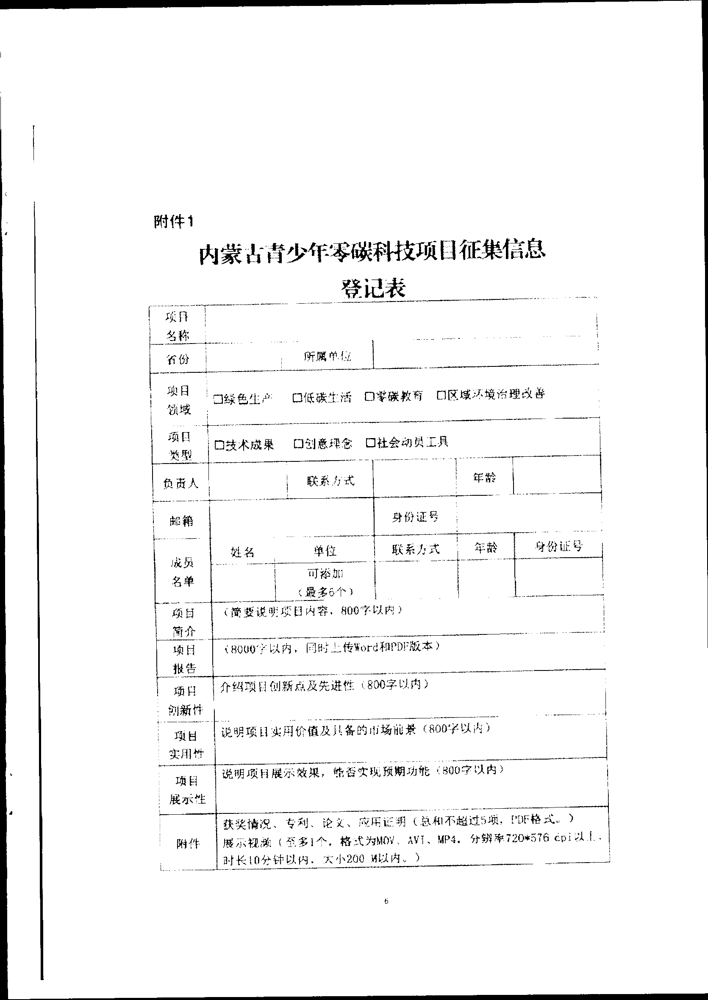 附件1
内蒙古青少年零碳科技项目征集信息
登记表
项目
名称
省份
所属单位
项目
领域
□绿色生产 □低碳生活 □零碳教育 □区域环境治理改善
项目
类型
□技术成果 □创意理念 □社会动员工具
负责人
联系方式
年龄
邮箱
身份证号
成员
名单
姓名 单位 联系方式 年龄 身份证号
可添加
（最多6个）
项目
简介
（简要说明项目内容，800字以内）
项目
报告
（8000字以内，同时上传Word和PDF版本）
项目
创新性
介绍项目创新点及先进性（800字以内）
项目
实用性
说明项目实用价值及具备的市场前景（800字以内）
项目
展示性
说明项目展示效果，能否实现预期功能（800字以内）
附件
获奖情况、专利、论文、应用证明（总和不超过5项，PDF格式。）
展示视频（至多1个，格式为MOV、AVI、MP4，分辨率720*576 dpi以上，
时长10分钟以内，大小200 M以内。）
6